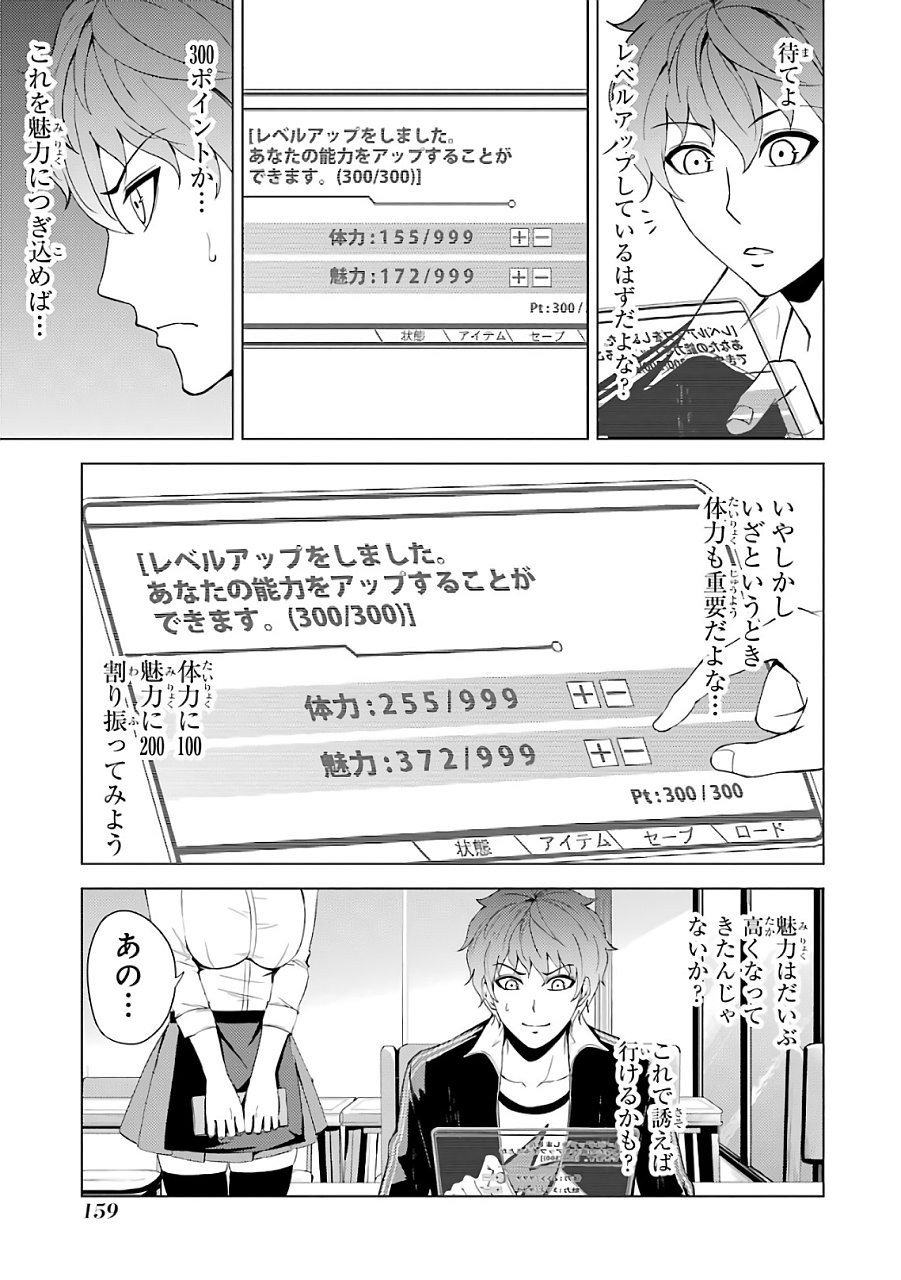 待てよ
レベルアップしているはずだよな?
[レベルアップをしました。
あなたの能力をアップすることが
できます。(300/300)]
体力:155/999 +-
魅力:172/999 +-
Pt:300/
状態 アイテム セーブ
300ポイントか…
これを魅力につぎ込めば…
いやしかし
いざというとき
体力も重要だよな…
[レベルアップをしました。
あなたの能力をアップすることが
できます。(300/300)]
体力:255/999 +-
魅力:372/999 +-
Pt:300/300
状態 アイテム セーブ ロード
体力に100
魅力に200
割り振ってみよう
魅力はだいぶ
高くなって
きたんじゃ
ないか?
これで誘えば
行けるかも?
あの…
159